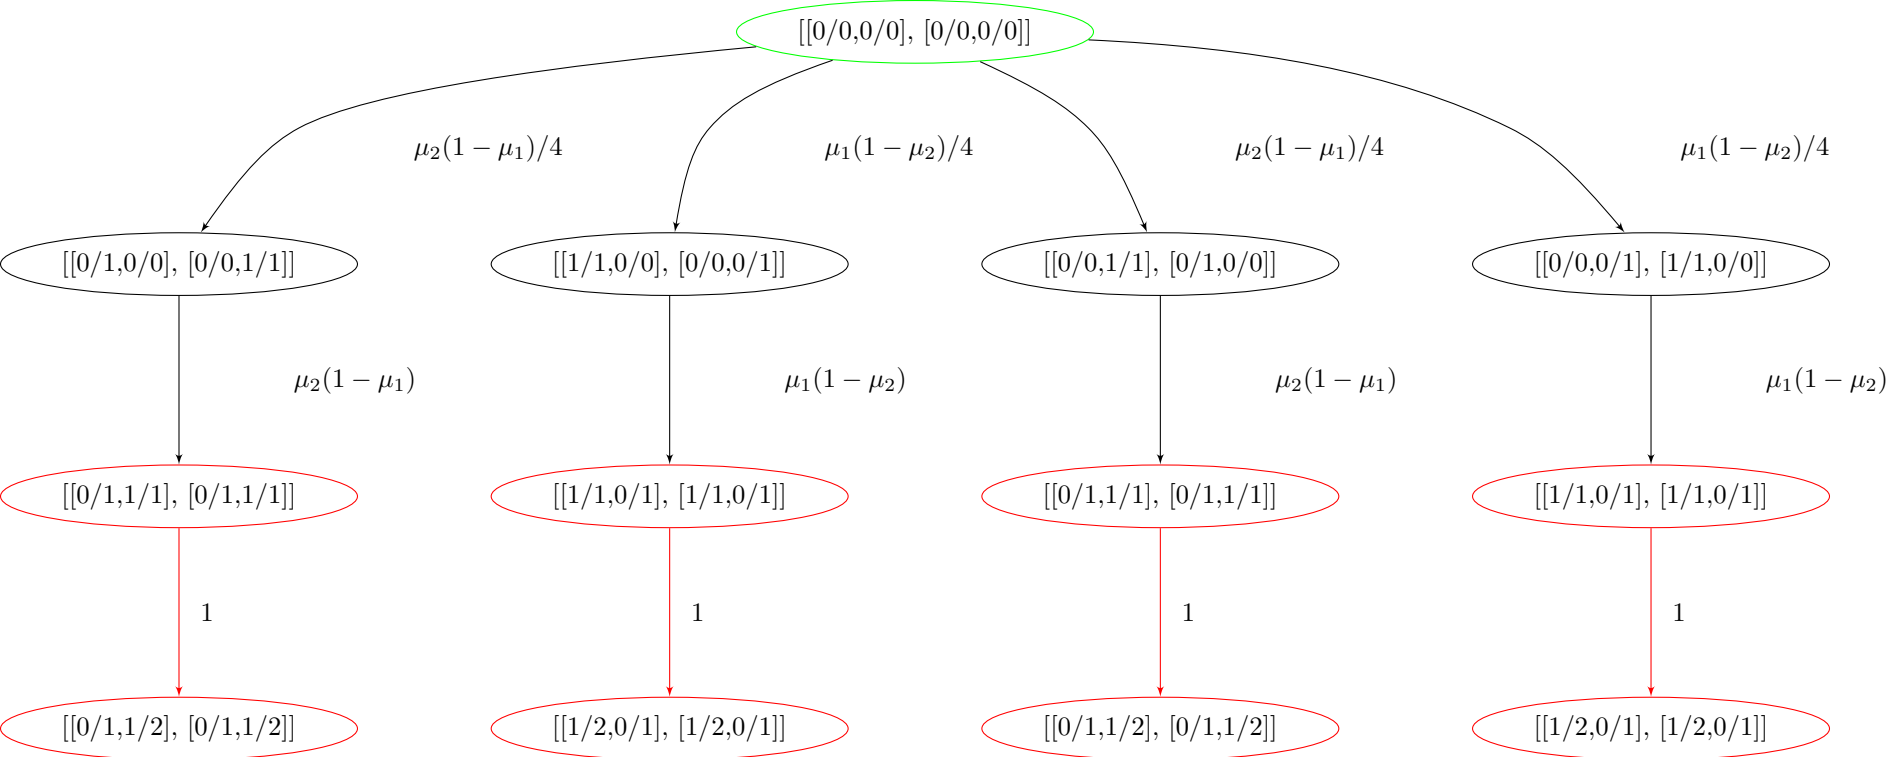 [[0/0,0/0], [0/0,0/0]]
μ₂(1 − μ₁)/4 μ₁(1 − μ₂)/4 μ₂(1 − μ₁)/4 μ₁(1 − μ₂)/4
[[0/1,0/0], [0/0,1/1]] [[1/1,0/0], [0/0,0/1]] [[0/0,1/1], [0/1,0/0]] [[0/0,0/1], [1/1,0/0]]
μ₂(1 − μ₁) μ₁(1 − μ₂) μ₂(1 − μ₁) μ₁(1 − μ₂)
[[0/1,1/1], [0/1,1/1]] [[1/1,0/1], [1/1,0/1]] [[0/1,1/1], [0/1,1/1]] [[1/1,0/1], [1/1,0/1]]
1 1 1 1
[[0/1,1/2], [0/1,1/2]] [[1/2,0/1], [1/2,0/1]] [[0/1,1/2], [0/1,1/2]] [[1/2,0/1], [1/2,0/1]]